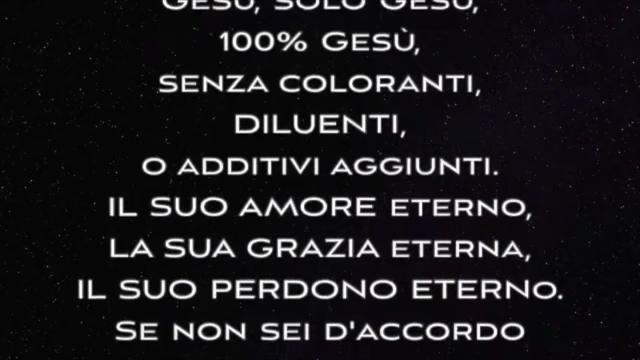 GESÙ, SOLO GESÙ,
100% GESÙ,
SENZA COLORANTI,
DILUENTI,
O ADDITIVI AGGIUNTI.
IL SUO AMORE ETERNO,
LA SUA GRAZIA ETERNA,
IL SUO PERDONO ETERNO.
SE NON SEI D'ACCORDO